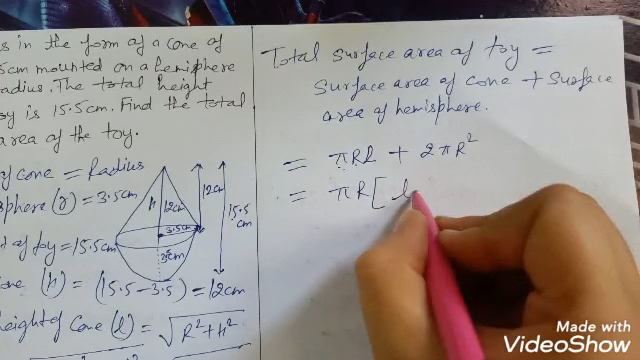 s in the form of a cone of
5cm mounted on a hemisphere
radius. The total height
oy is 15.5cm. Find the total
area of the toy.
of cone = Radius
sphere (r) = 3.5cm
t of toy = 15.5cm
one (H) = (15.5 - 3.5) = 12cm
height of Cone (l) = √R²+H²
H 12cm
3.5cm
3.5cm
12cm
15.5
cm
Total surface area of toy =
Surface area of cone + Surface
area of hemisphere.
= πRl + 2πR²
= πR[l
Made with
VideoShow